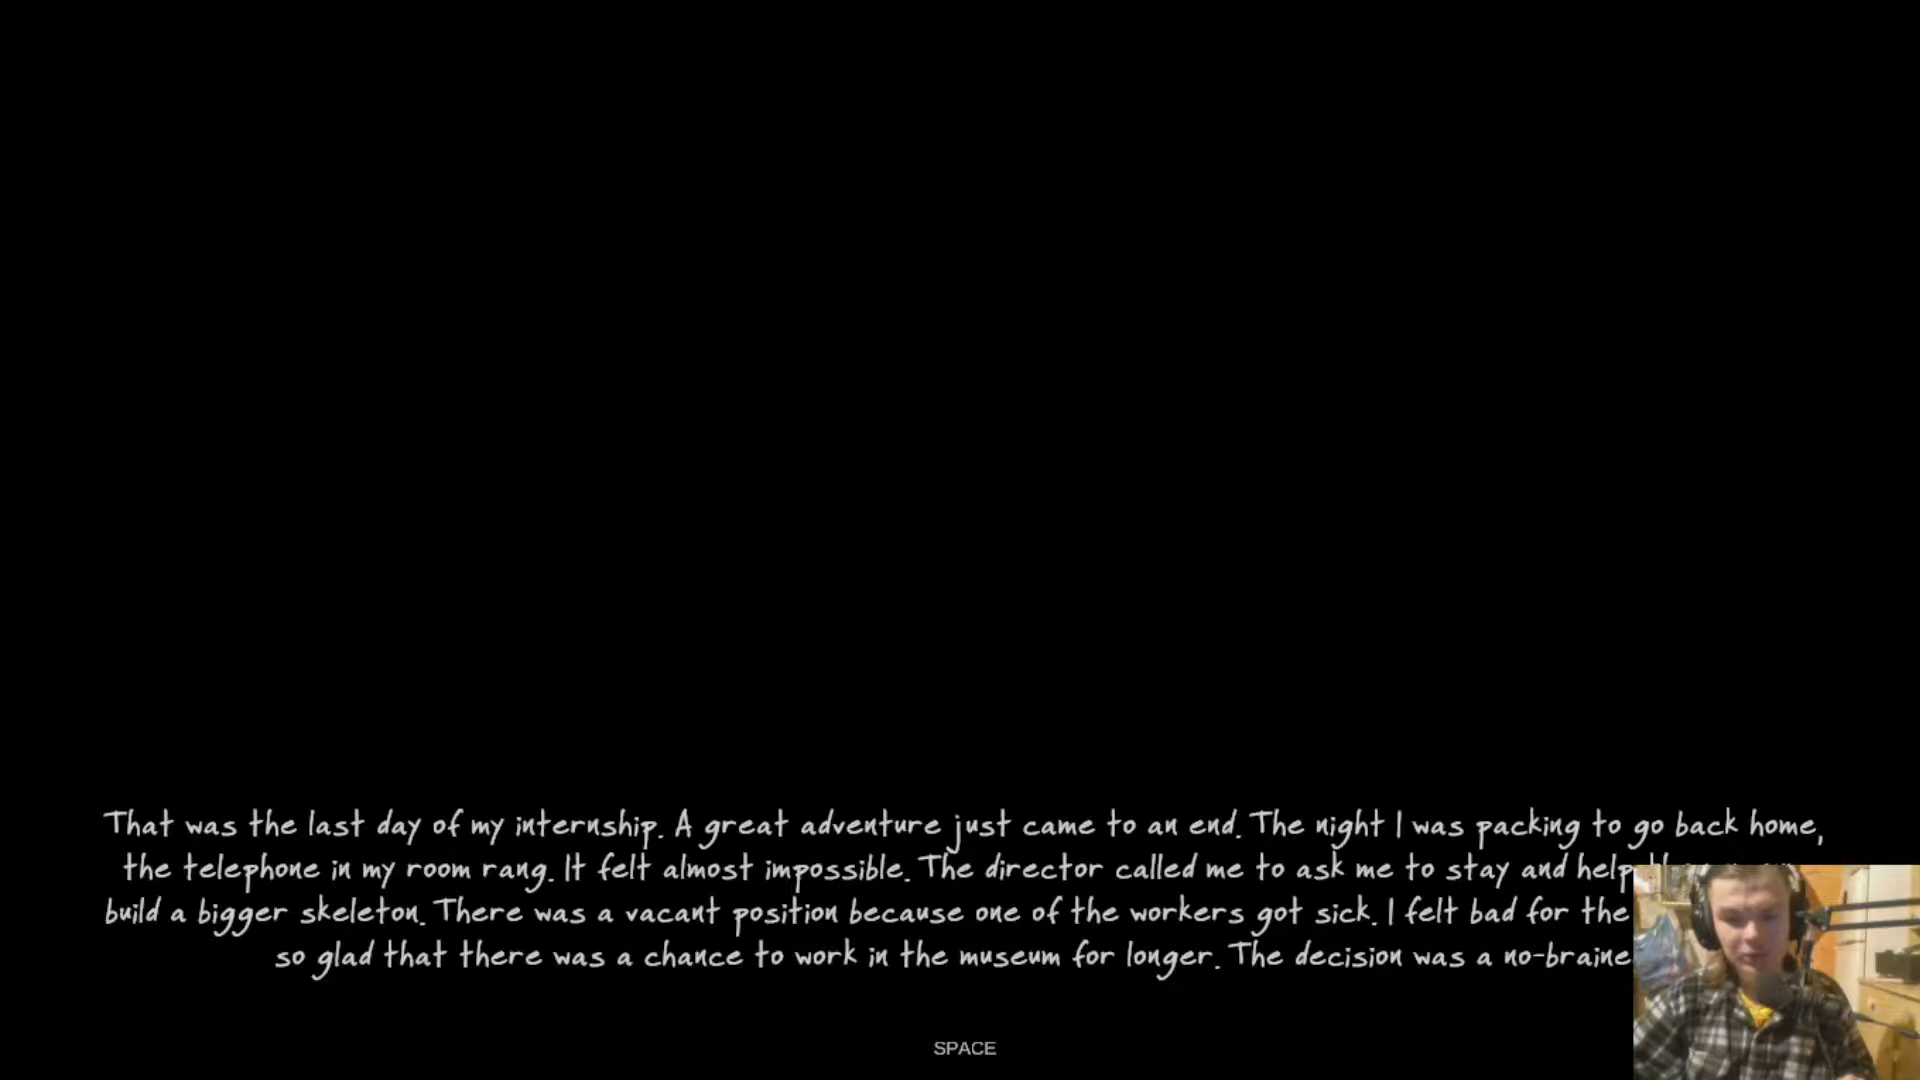 That was the last day of my internship. A great adventure just came to an end. The night I was packing to go back home,
the telephone in my room rang. It felt almost impossible. The director called me to ask me to stay and help
build a bigger skeleton. There was a vacant position because one of the workers got sick. I felt bad for the
so glad that there was a chance to work in the museum for longer. The decision was a
SPACE